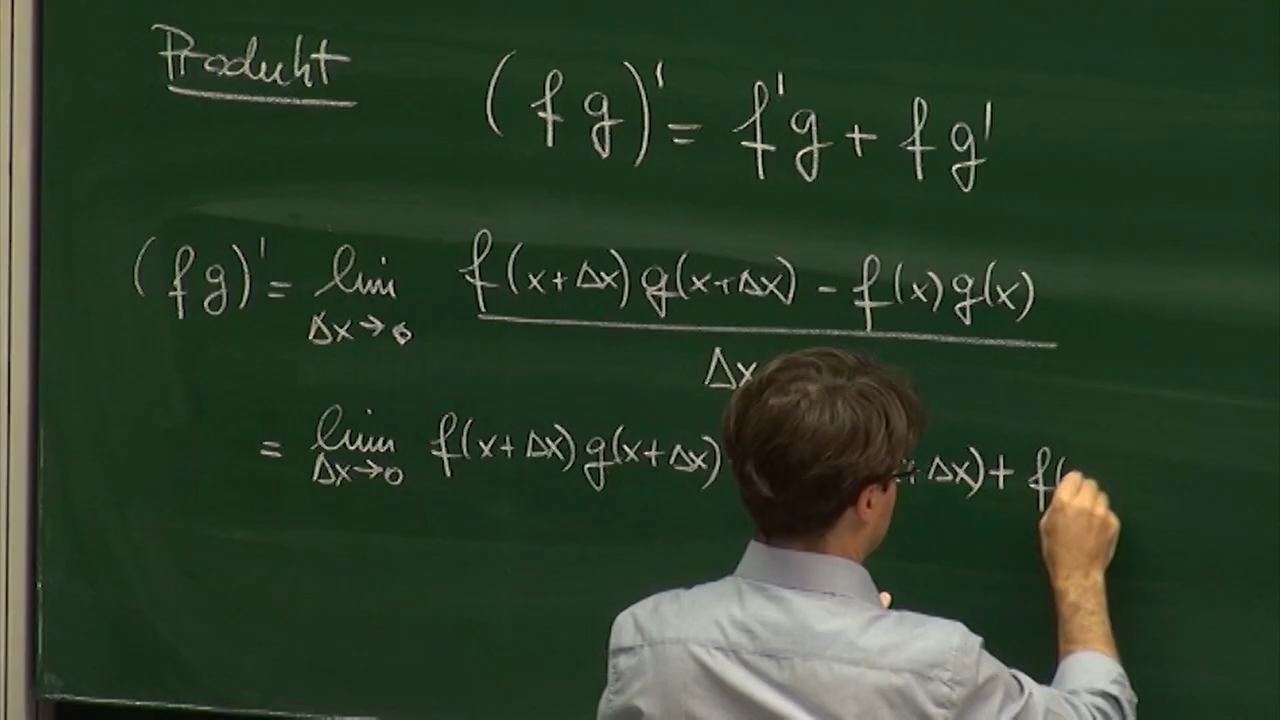 Produkt
(fg)' = f'g + fg'
(fg)' = lim f(x+Δx)g(x+Δx) - f(x)g(x)
Δx→0
Δx
= lim f(x+Δx)g(x+Δx) +Δx)+ f(
Δx→0